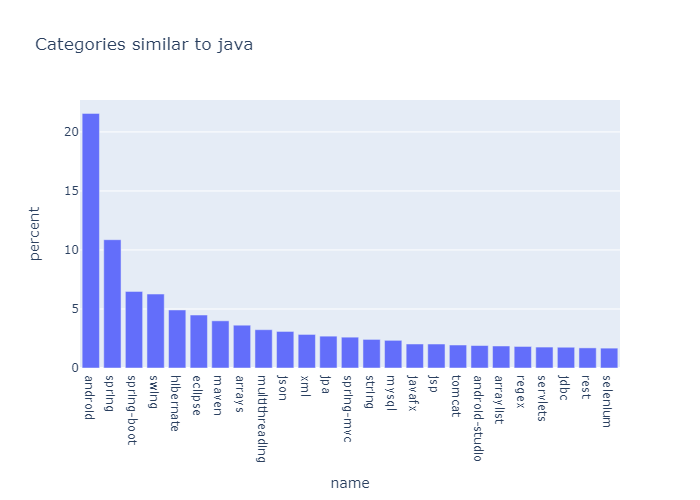 Categories similar to java
percent
20
15
10
5
0
android
spring
spring-boot
swing
hibernate
eclipse
maven
arrays
multithreading
json
xml
jpa
spring-mvc
string
mysql
javafx
jsp
tomcat
android-studio
arraylist
regex
servlets
jdbc
rest
selenium
name